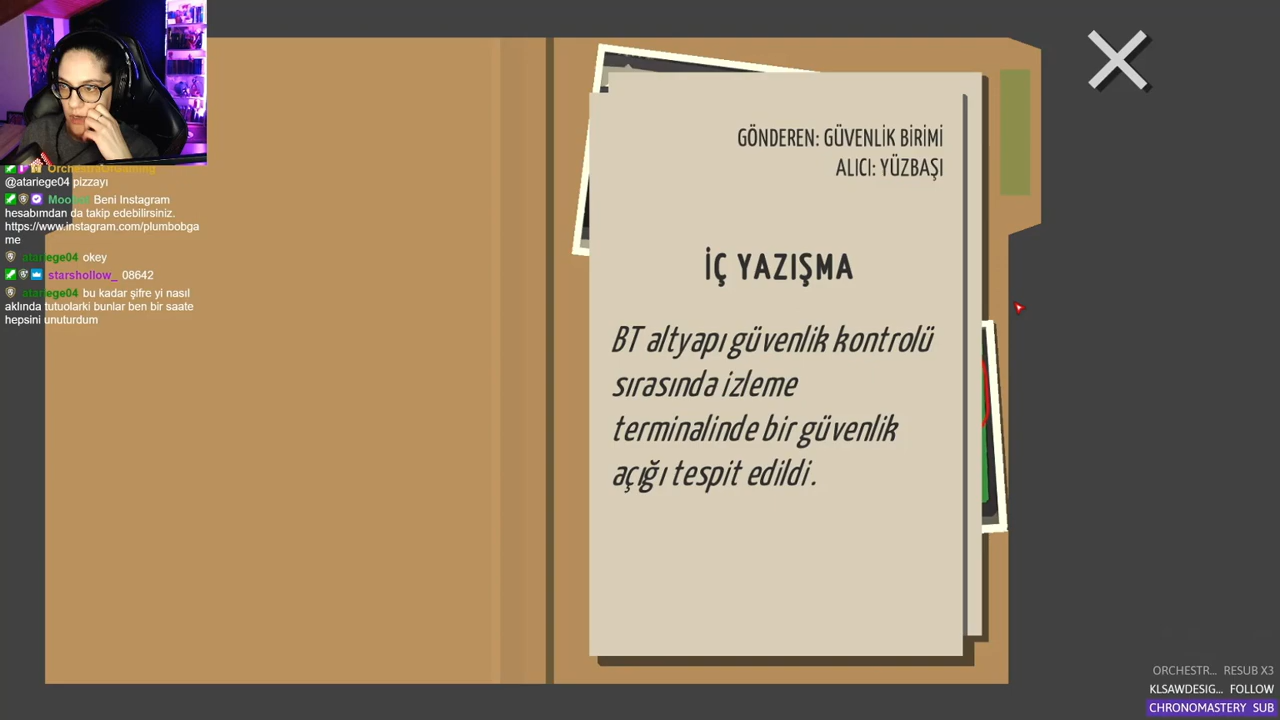 GÖNDEREN: GÜVENLİK BİRİMİ
ALICI: YÜZBAŞI
İÇ YAZIŞMA
BT altyapı güvenlik kontrolü
sırasında izleme
terminalinde bir güvenlik
açığı tespit edildi.
@atariege04 pizzayı
Beni Instagram
hesabımdan da takip edebilirsiniz.
https://www.instagram.com/plumbobga
me
atariege04 okey
starshollow_ 08642
atariege04 bu kadar şifre yi nasıl
aklında tutuolarki bunlar ben bir saate
hepsini unuturdum
ORCHESTR... RESUB X3
KLSAWDESIG... FOLLOW
CHRONOMASTERY SUB